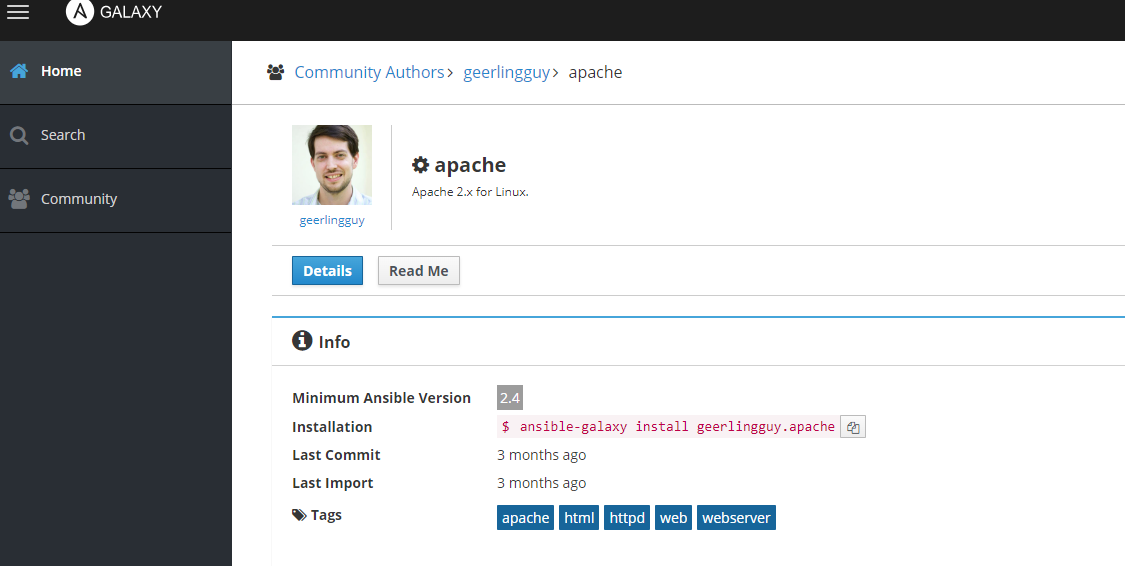 GALAXY
Home
Search
Community
Community Authors> geerlingguy> apache
geerlingguy
apache
Apache 2.x for Linux.
Details Read Me
Info
Minimum Ansible Version 2.4
Installation $ ansible-galaxy install geerlingguy.apache
Last Commit 3 months ago
Last Import 3 months ago
Tags apache html httpd web webserver